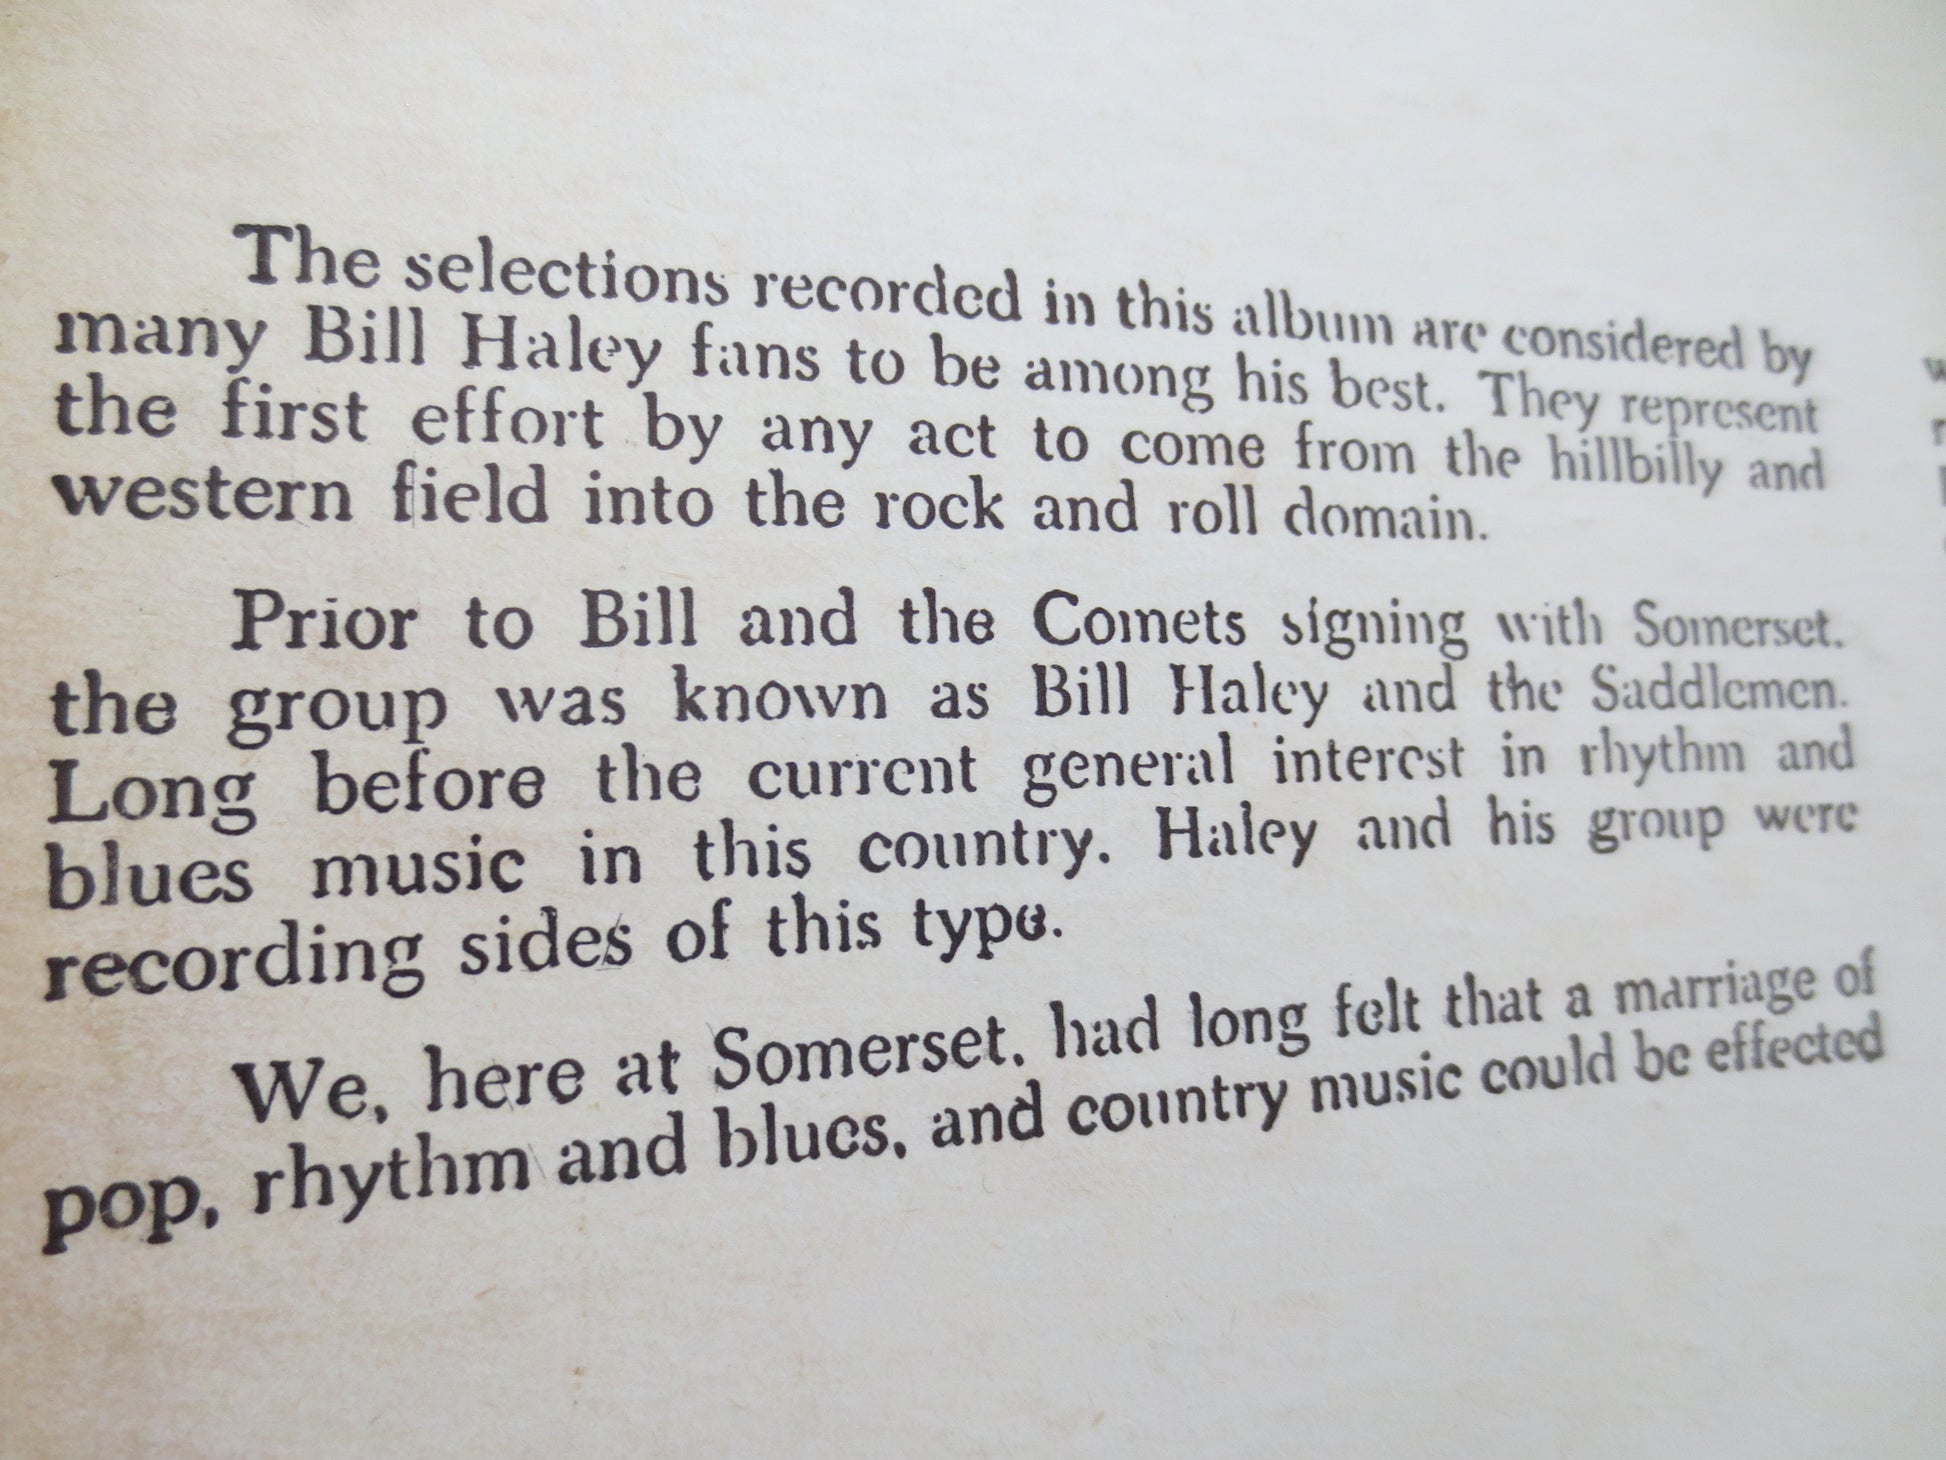 The selections recorded in this album are considered by
many Bill Haley fans to be among his best. They represent
the first effort by any act to come from the hillbilly and
western field into the rock and roll domain.
Prior to Bill and the Comets signing with Somerset,
the group was known as Bill Haley and the Saddlemen.
Long before the current general interest in rhythm and
blues music in this country, Haley and his group were
recording sides of this type.
We, here at Somerset, had long felt that a marriage of
pop, rhythm and blues, and country music could be effected